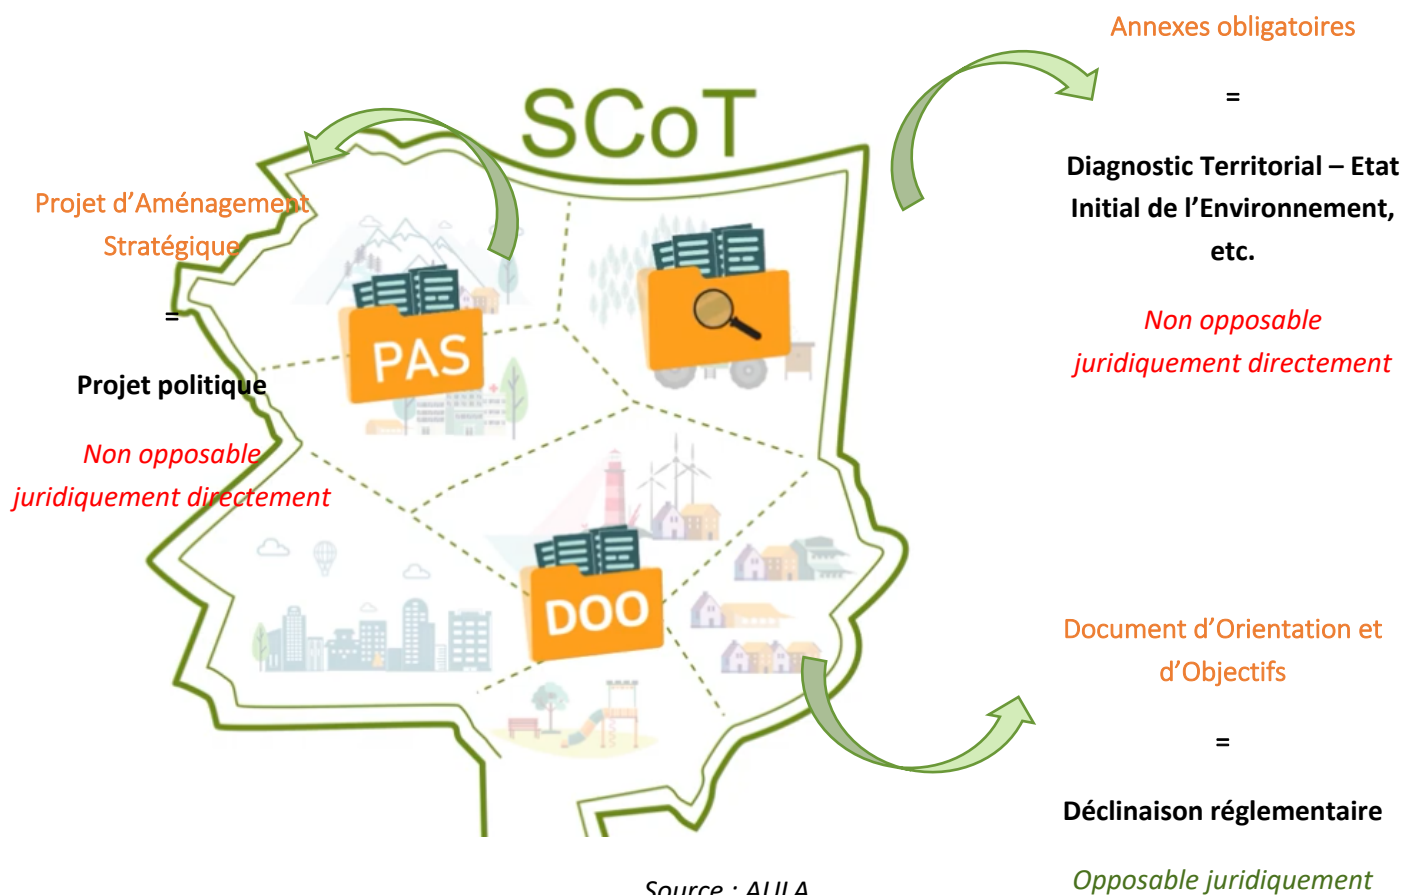 Annexes obligatoires
=
Diagnostic Territorial – Etat
Initial de l’Environnement,
etc.
Non opposable
juridiquement directement
SCoT
Projet d’Aménagement
Stratégique
=
Projet politique
Non opposable
juridiquement directement
PAS
DOO
Document d’Orientation et
d’Objectifs
=
Déclinaison réglementaire
Opposable juridiquement
Source : AULA